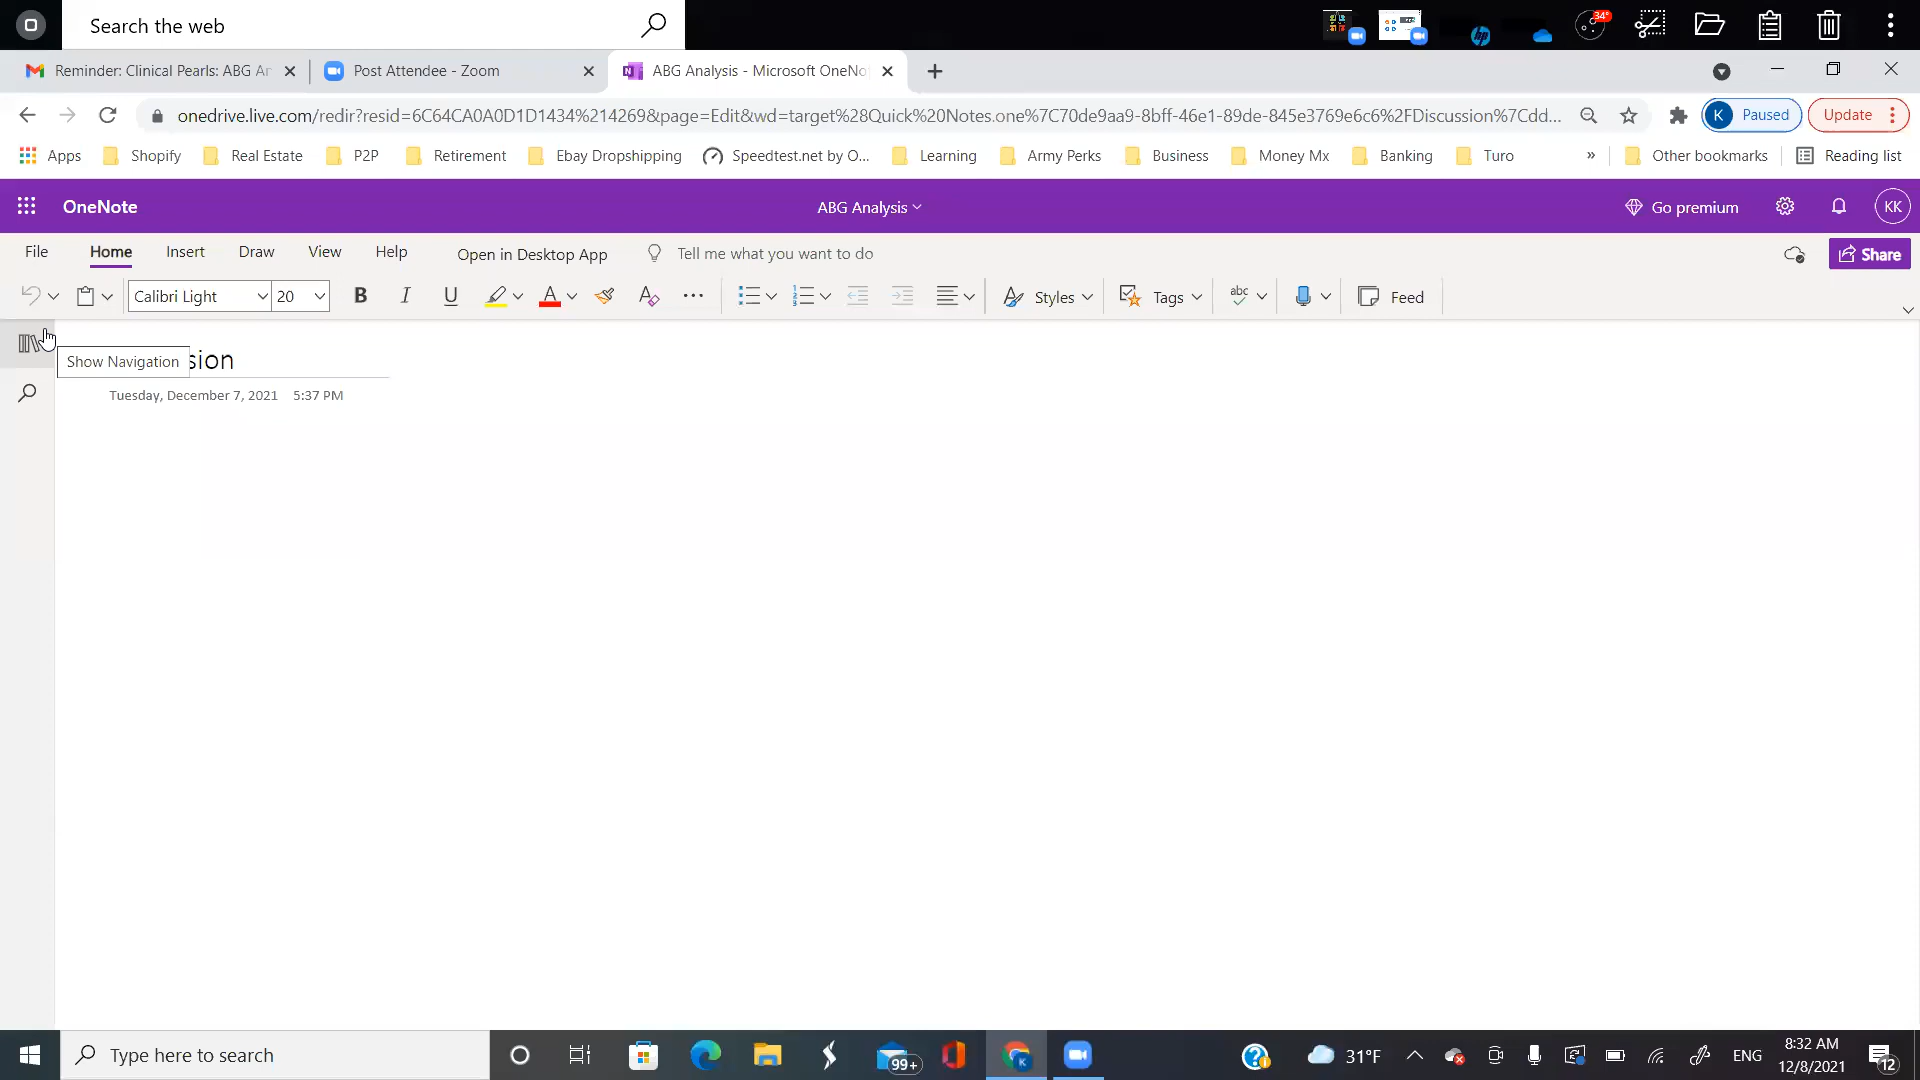 Search the web
34°
Reminder: Clinical Pearls: ABG Ar
Post Attendee - Zoom
ABG Analysis - Microsoft OneNo
onedrive.live.com/redir?resid=6C64CA0A0D1D1434%214269&page=Edit&wd=target%28Quick%20Notes.one%7C70de9aa9-8bff-46e1-89de-845e3769e6c6%2FDiscussion%7Cdd...
K Paused
Update
Apps
Shopify
Real Estate
P2P
Retirement
Ebay Dropshipping
Speedtest.net by O...
Learning
Army Perks
Business
Money Mx
Banking
Turo
»
Other bookmarks
Reading list
OneNote
ABG Analysis
Go premium
KK
File
Home
Insert
Draw
View
Help
Open in Desktop App
Tell me what you want to do
Share
Calibri Light
20
B
I
U
A
Styles
Tags
abc
Feed
sion
Show Navigation
Tuesday, December 7, 2021 5:37 PM
Type here to search
99+
31°F
ENG
8:32 AM
12/8/2021
12